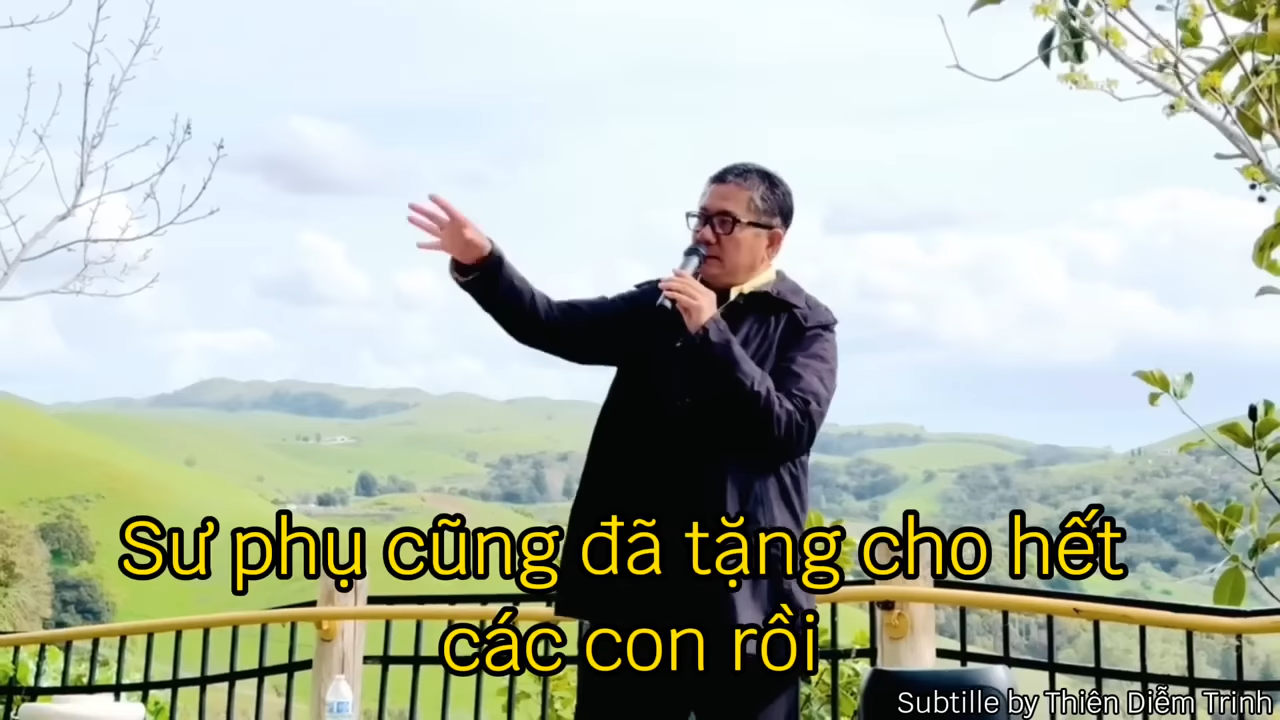 Sư phụ cũng đã tặng cho hết
các con rồi
Subtille by Thiên Diễm Trinh